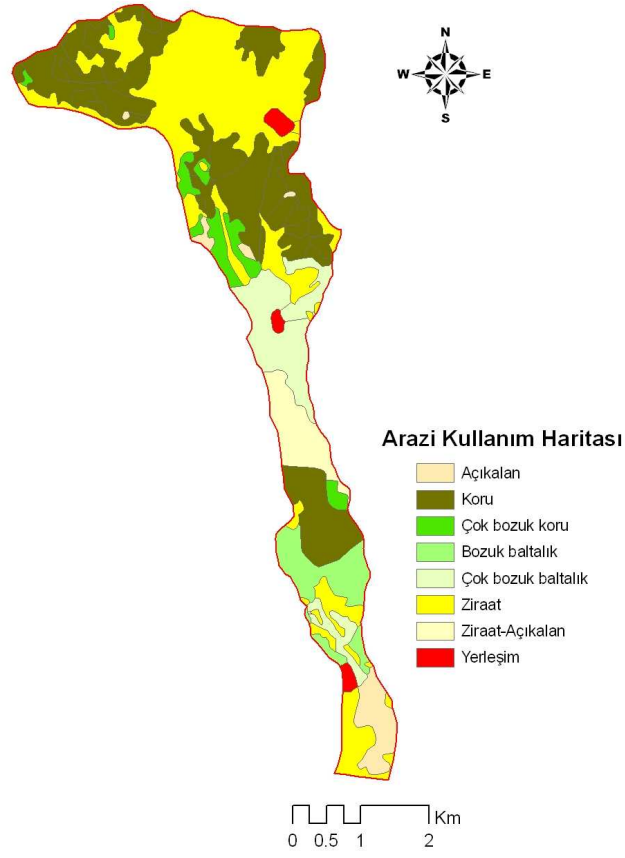 N
W E
S
Arazi Kullanım Haritası
Açıkalan
Koru
Çok bozuk koru
Bozuk baltalık
Çok bozuk baltalık
Ziraat
Ziraat-Açıkalan
Yerleşim
Km
0 0.5 1 2